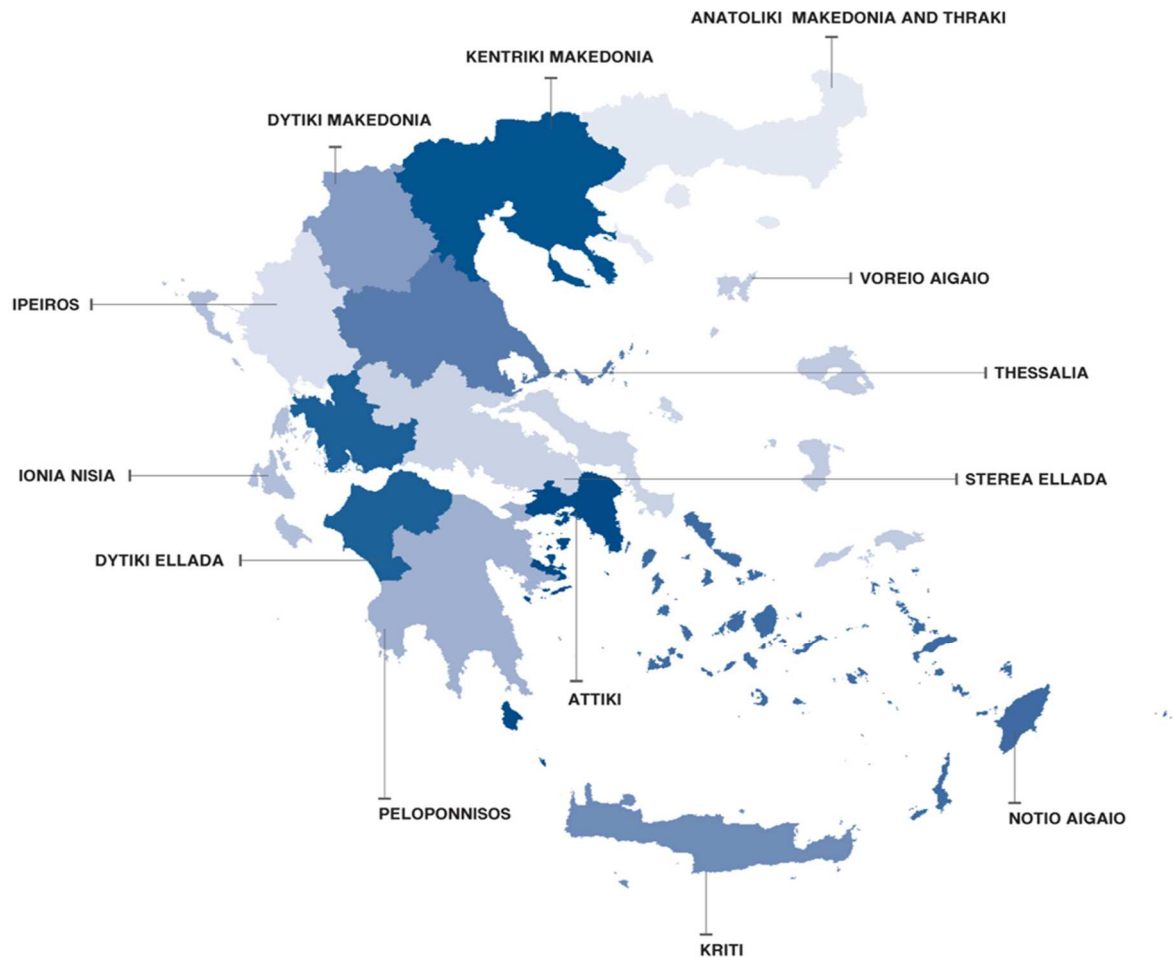 ANATOLIKI MAKEDONIA AND THRAKI
KENTRIKI MAKEDONIA
DYTIKI MAKEDONIA
VOREIO AIGAIO
IPEIROS
THESSALIA
IONIA NISIA
STEREA ELLADA
DYTIKI ELLADA
ATTIKI
PELOPONNISOS
NOTIO AIGAIO
KRITI